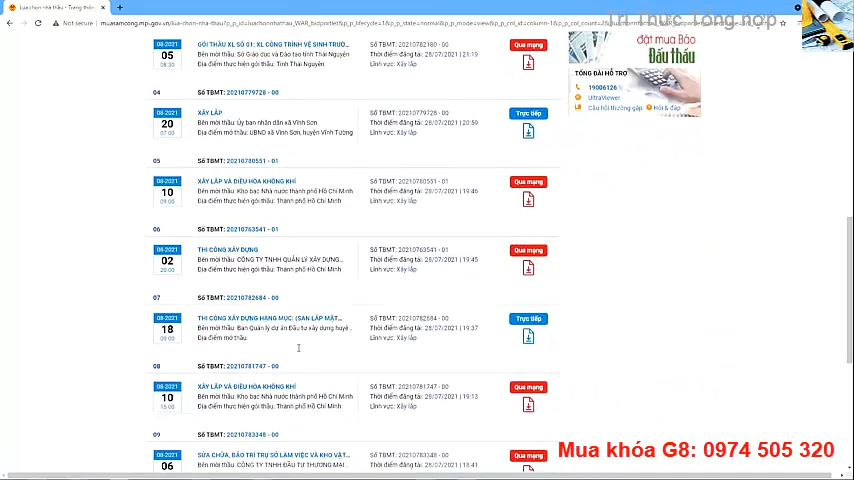 Lựa chọn nhà thầu - Trang thôn
Not secure
muasamcong.mpi.gov.vn/lua-chon-nha-thau?p_p_id=luachonnhathau_WAR_bidportlet&p_p_lifecycle=1&p_p_state=normal&p_p_mode=view&p_p_col_id=column-1&p_p_col_count=2&
Tri Thức Tổng hợp
08-2021
05
08:30
GÓI THẦU XL SỐ 01: XL CÔNG TRÌNH VỆ SINH TRƯỜ...
Bên mời thầu: Sở Giáo dục và Đào tạo tỉnh Thái Nguyên
Địa điểm thực hiện gói thầu: Tỉnh Thái Nguyên
Số TBMT: 20210782180 - 00
Thời điểm đăng tải: 28/07/2021 | 21:19
Lĩnh vực: Xây lắp
Qua mạng
đặt mua Báo
Đấu thầu
TỔNG ĐÀI HỖ TRỢ
19006126
UltraViewer
Câu hỏi thường gặp
Hỏi & đáp
04
Số TBMT: 20210779728 - 00
08-2021
20
07:00
XÂY LẮP
Bên mời thầu: Ủy ban nhân dân xã Vĩnh Sơn
Địa điểm mở thầu: UBND xã Vĩnh Sơn, huyện Vĩnh Tường
Số TBMT: 20210779728 - 00
Thời điểm đăng tải: 28/07/2021 | 20:59
Lĩnh vực: Xây lắp
Trực tiếp
05
Số TBMT: 20210780551 - 01
08-2021
10
09:00
XÂY LẮP VÀ ĐIỀU HÒA KHÔNG KHÍ
Bên mời thầu: Kho bạc Nhà nước thành phố Hồ Chí Minh
Địa điểm thực hiện gói thầu: Thành phố Hồ Chí Minh
Số TBMT: 20210780551 - 01
Thời điểm đăng tải: 28/07/2021 | 19:46
Lĩnh vực: Xây lắp
Qua mạng
06
Số TBMT: 20210763541 - 01
08-2021
02
20:00
THI CÔNG XÂY DỰNG
Bên mời thầu: CÔNG TY TNHH QUẢN LÝ XÂY DỰNG...
Địa điểm thực hiện gói thầu: Thành phố Hồ Chí Minh
Số TBMT: 20210763541 - 01
Thời điểm đăng tải: 28/07/2021 | 19:45
Lĩnh vực: Xây lắp
Qua mạng
07
Số TBMT: 20210782684 - 00
08-2021
18
09:00
THI CÔNG XÂY DỰNG HẠNG MỤC: (SAN LẤP MẶT...
Bên mời thầu: Ban Quản lý dự án Đầu tư xây dựng huyệ...
Địa điểm mở thầu:
Số TBMT: 20210782684 - 00
Thời điểm đăng tải: 28/07/2021 | 19:37
Lĩnh vực: Xây lắp
Trực tiếp
08
Số TBMT: 20210781747 - 00
08-2021
10
15:00
XÂY LẮP VÀ ĐIỀU HÒA KHÔNG KHÍ
Bên mời thầu: Kho bạc Nhà nước thành phố Hồ Chí Minh
Địa điểm thực hiện gói thầu: Thành phố Hồ Chí Minh
Số TBMT: 20210781747 - 00
Thời điểm đăng tải: 28/07/2021 | 19:13
Lĩnh vực: Xây lắp
Qua mạng
09
Số TBMT: 20210783348 - 00
08-2021
06
SỬA CHỮA, BẢO TRÌ TRỤ SỞ LÀM VIỆC VÀ KHO VẬT...
Bên mời thầu: CÔNG TY TNHH ĐẦU TƯ THƯƠNG MẠI...
Số TBMT: 20210783348 - 00
Thời điểm đăng tải: 28/07/2021 | 18:41
Qua mạng
Mua khóa G8: 0974 505 320